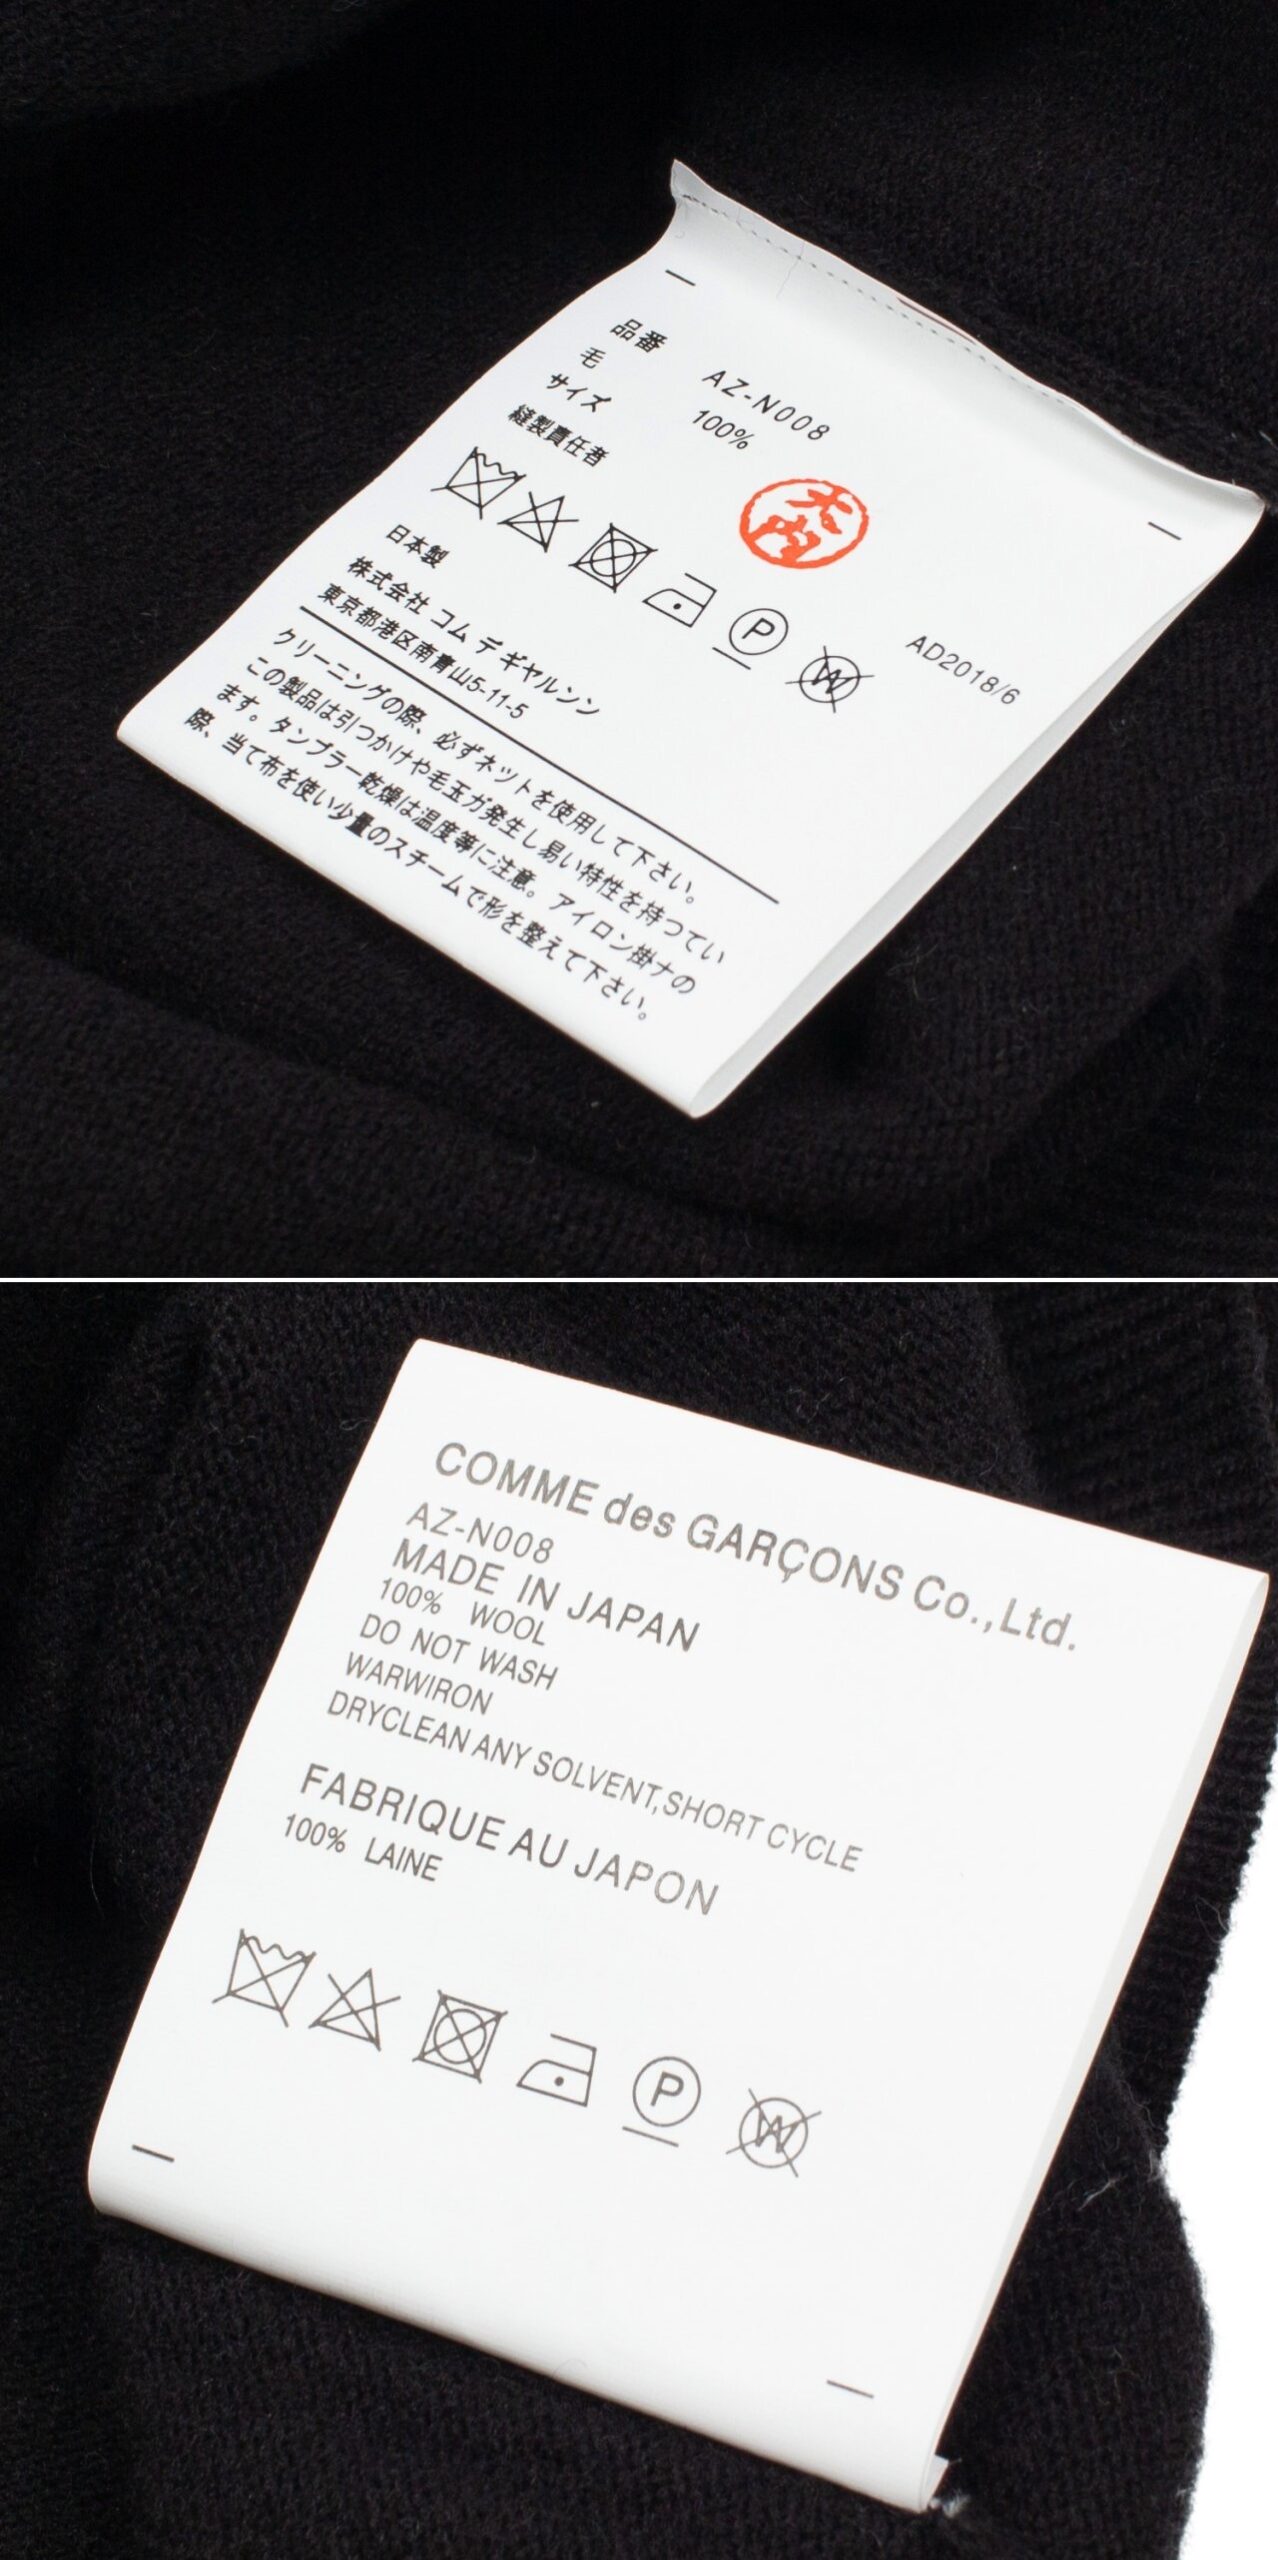 品番 AZ-N008
毛 100%
サイズ
縫製責任者 大内
P
W
AD2018/6
日本製
株式会社 コム デ ギャルソン
東京都港区南青山5-11-5
クリーニングの際、必ずネットを使用して下さい。
この製品は引つかけや毛玉ガ発生し易い特性を持つてい
ます。タンブラー乾燥は温度等に注意。アイロン掛ナの
際、当て布を使い少量のスチームで形を整えて下さい。
COMME des GARÇONS Co.,Ltd.
AZ-N008
MADE IN JAPAN
100% WOOL
DO NOT WASH
WARWIRON
DRYCLEAN ANY SOLVENT,SHORT CYCLE
FABRIQUE AU JAPON
100% LAINE
P
W